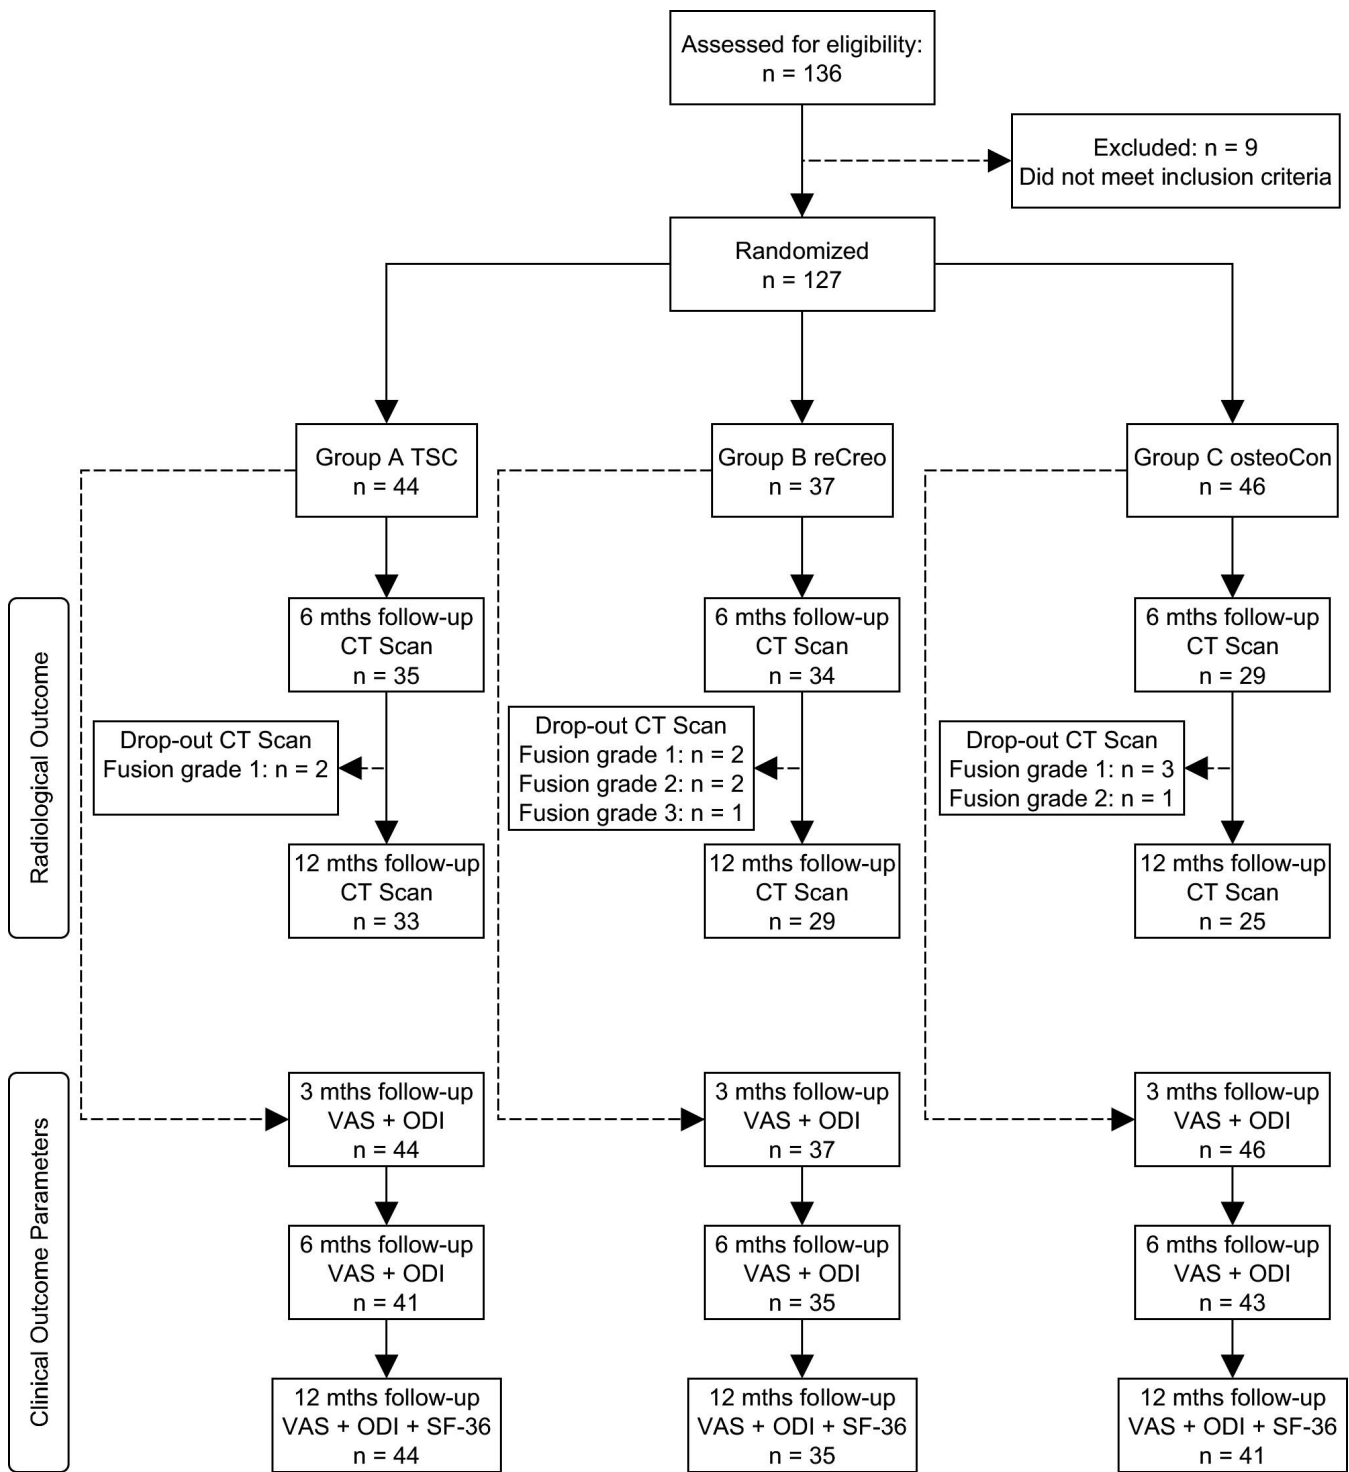 Assessed for eligibility:
n = 136
Excluded: n = 9
Did not meet inclusion criteria
Randomized
n = 127
Group A TSC
n = 44
Group B reCreo
n = 37
Group C osteoCon
n = 46
Radiological Outcome
6 mths follow-up
CT Scan
n = 35
6 mths follow-up
CT Scan
n = 34
6 mths follow-up
CT Scan
n = 29
Drop-out CT Scan
Fusion grade 1: n = 2
Drop-out CT Scan
Fusion grade 1: n = 2
Fusion grade 2: n = 2
Fusion grade 3: n = 1
Drop-out CT Scan
Fusion grade 1: n = 3
Fusion grade 2: n = 1
12 mths follow-up
CT Scan
n = 33
12 mths follow-up
CT Scan
n = 29
12 mths follow-up
CT Scan
n = 25
Clinical Outcome Parameters
3 mths follow-up
VAS + ODI
n = 44
3 mths follow-up
VAS + ODI
n = 37
3 mths follow-up
VAS + ODI
n = 46
6 mths follow-up
VAS + ODI
n = 41
6 mths follow-up
VAS + ODI
n = 35
6 mths follow-up
VAS + ODI
n = 43
12 mths follow-up
VAS + ODI + SF-36
n = 44
12 mths follow-up
VAS + ODI + SF-36
n = 35
12 mths follow-up
VAS + ODI + SF-36
n = 41